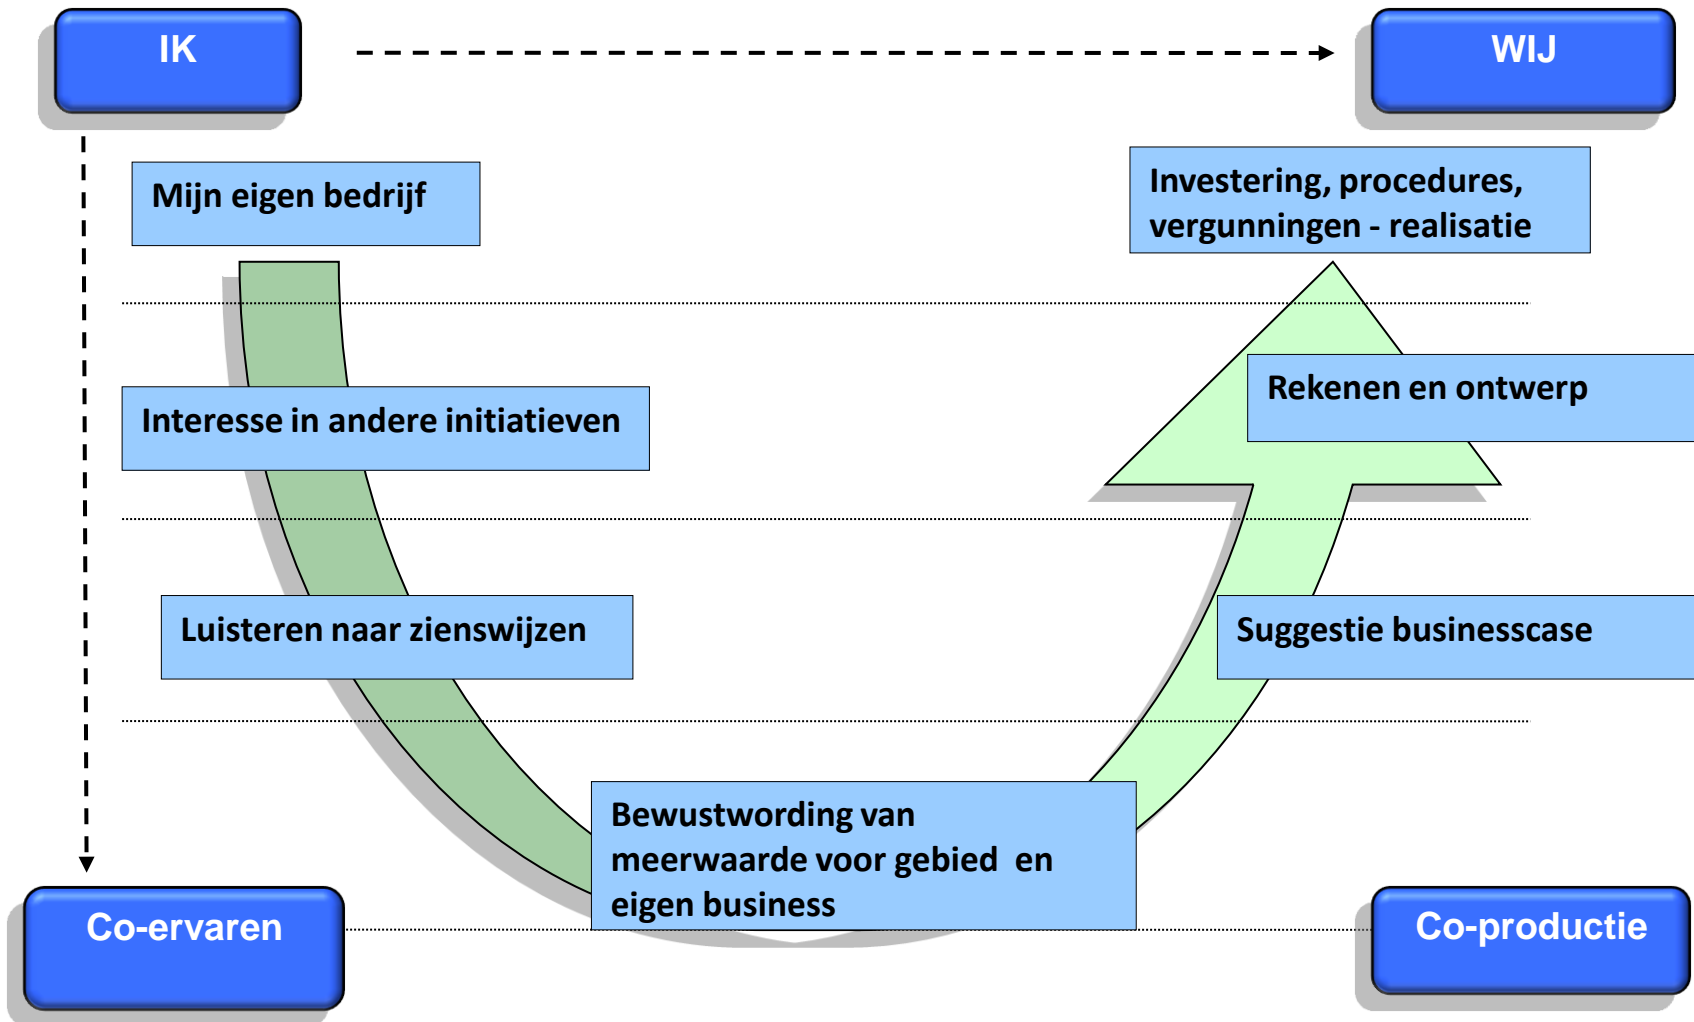 IK
WIJ
Mijn eigen bedrijf
Investering, procedures,
vergunningen - realisatie
Interesse in andere initiatieven
Rekenen en ontwerp
Luisteren naar zienswijzen
Suggestie businesscase
Bewustwording van
meerwaarde voor gebied  en
eigen business
Co-ervaren
Co-productie